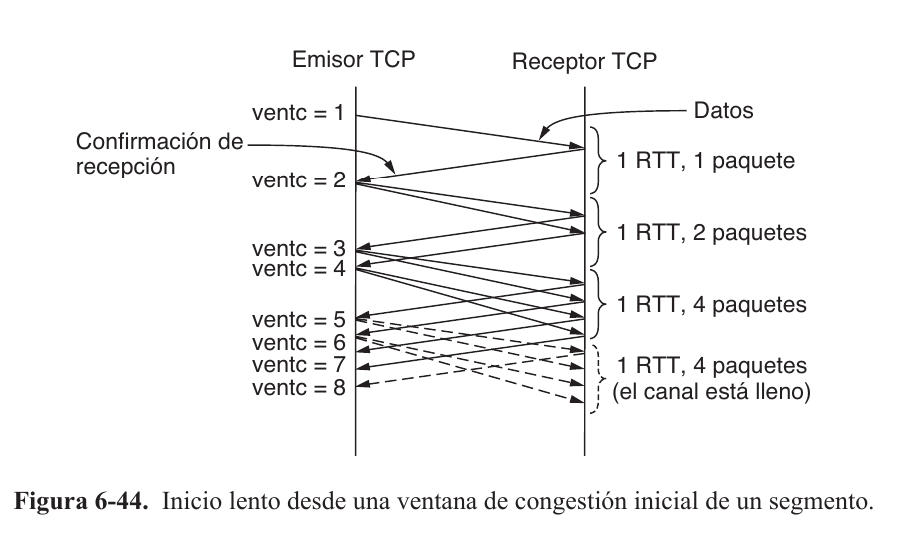 Emisor TCP
Receptor TCP
ventc = 1
Datos
Confirmación de
recepción
1 RTT, 1 paquete
ventc = 2
1 RTT, 2 paquetes
ventc = 3
ventc = 4
1 RTT, 4 paquetes
ventc = 5
ventc = 6
ventc = 7
1 RTT, 4 paquetes
ventc = 8
(el canal está lleno)
Figura 6-44. Inicio lento desde una ventana de congestión inicial de un segmento.